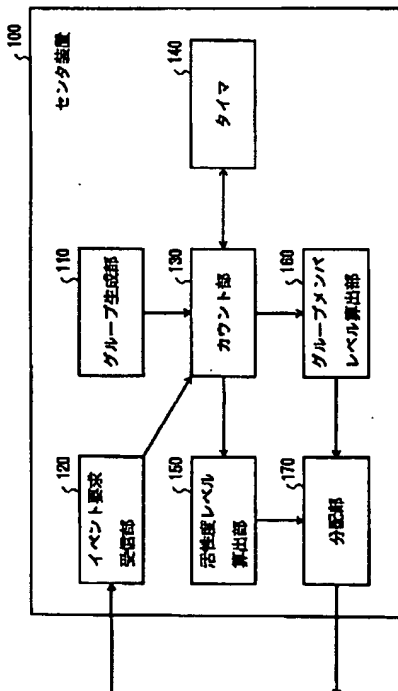 100
センタ装置
120
イベント要求
受信部
110
グループ生成部
150
活性度レベル
算出部
130
カウント部
140
タイマ
170
分配部
160
グループメンバ
レベル算出部